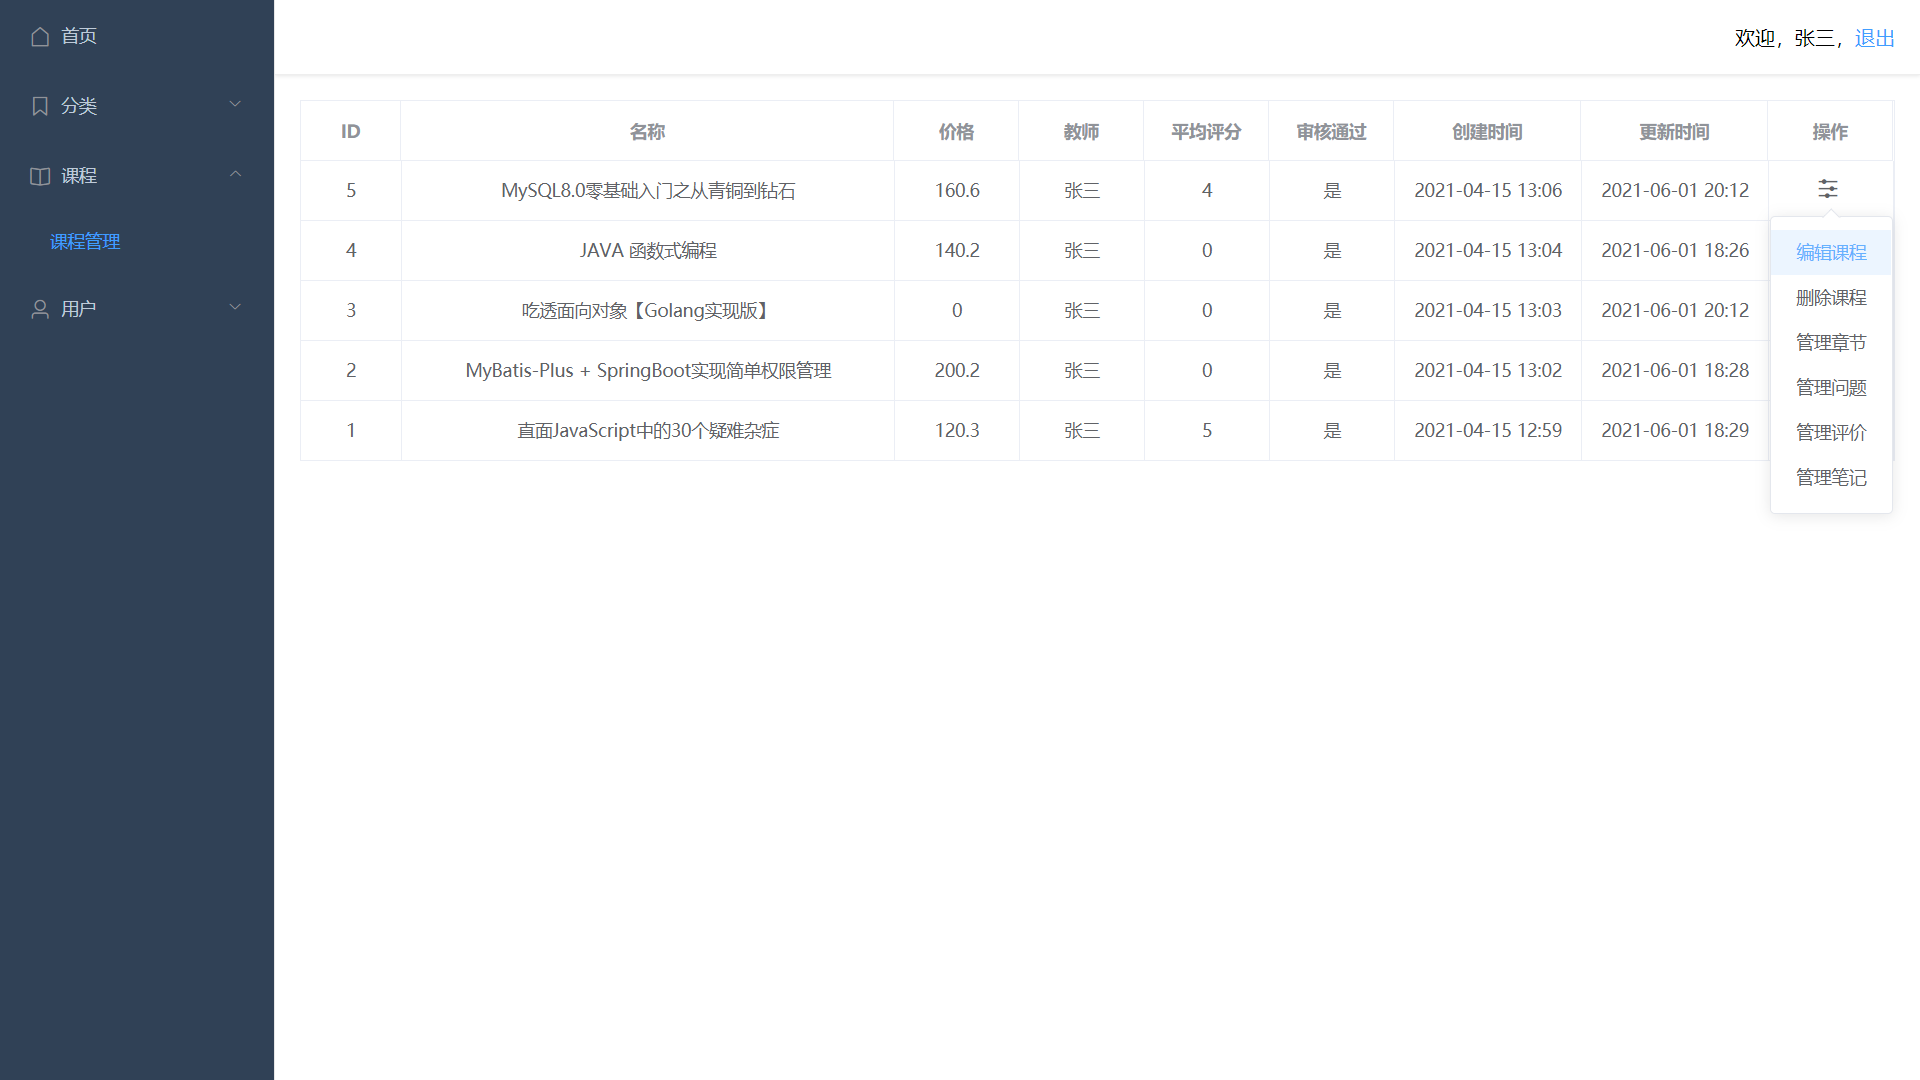 首页
分类
课程
课程管理
用户
欢迎，张三，退出
ID 名称 价格 教师 平均评分 审核通过 创建时间 更新时间 操作
5 MySQL8.0零基础入门之从青铜到钻石 160.6 张三 4 是 2021-04-15 13:06 2021-06-01 20:12
4 JAVA 函数式编程 140.2 张三 0 是 2021-04-15 13:04 2021-06-01 18:26
3 吃透面向对象【Golang实现版】 0 张三 0 是 2021-04-15 13:03 2021-06-01 20:12
2 MyBatis-Plus + SpringBoot实现简单权限管理 200.2 张三 0 是 2021-04-15 13:02 2021-06-01 18:28
1 直面JavaScript中的30个疑难杂症 120.3 张三 5 是 2021-04-15 12:59 2021-06-01 18:29
编辑课程
删除课程
管理章节
管理问题
管理评价
管理笔记